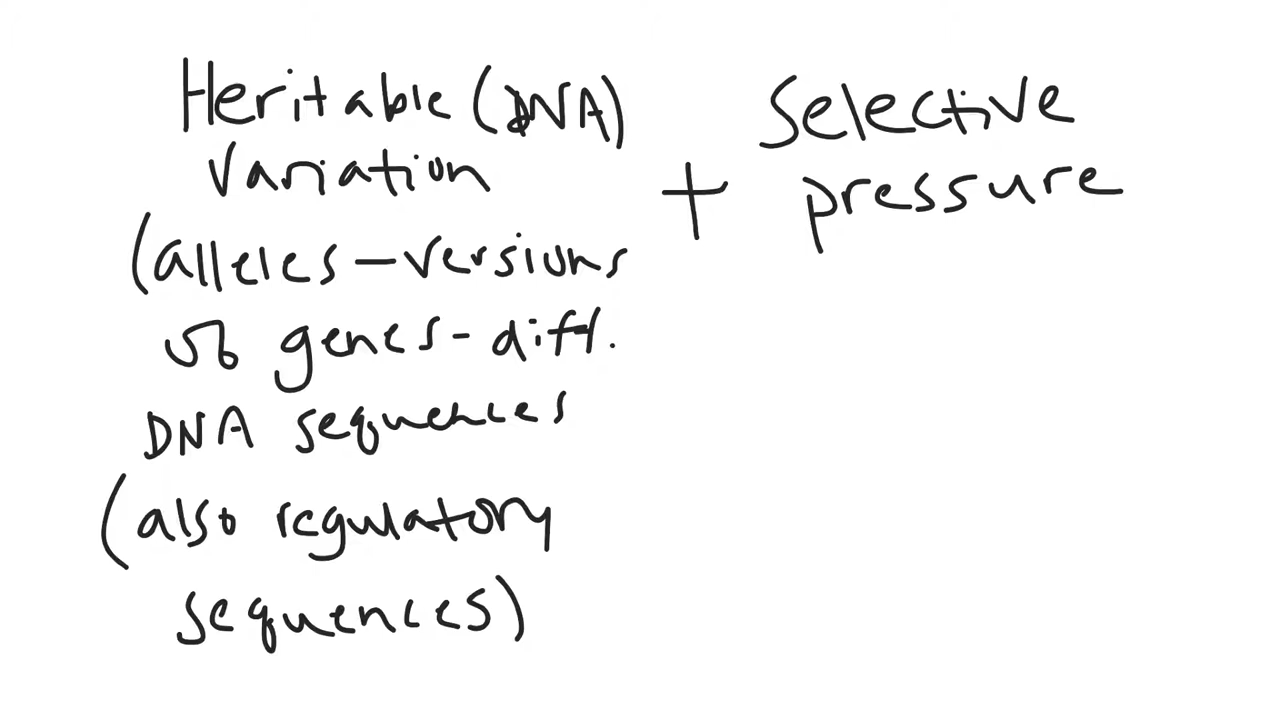 Heritable (DNA)
Variation
(alleles - versions
of genes - diff.
DNA sequences
(also regulatory
sequences)
+
Selective
pressure